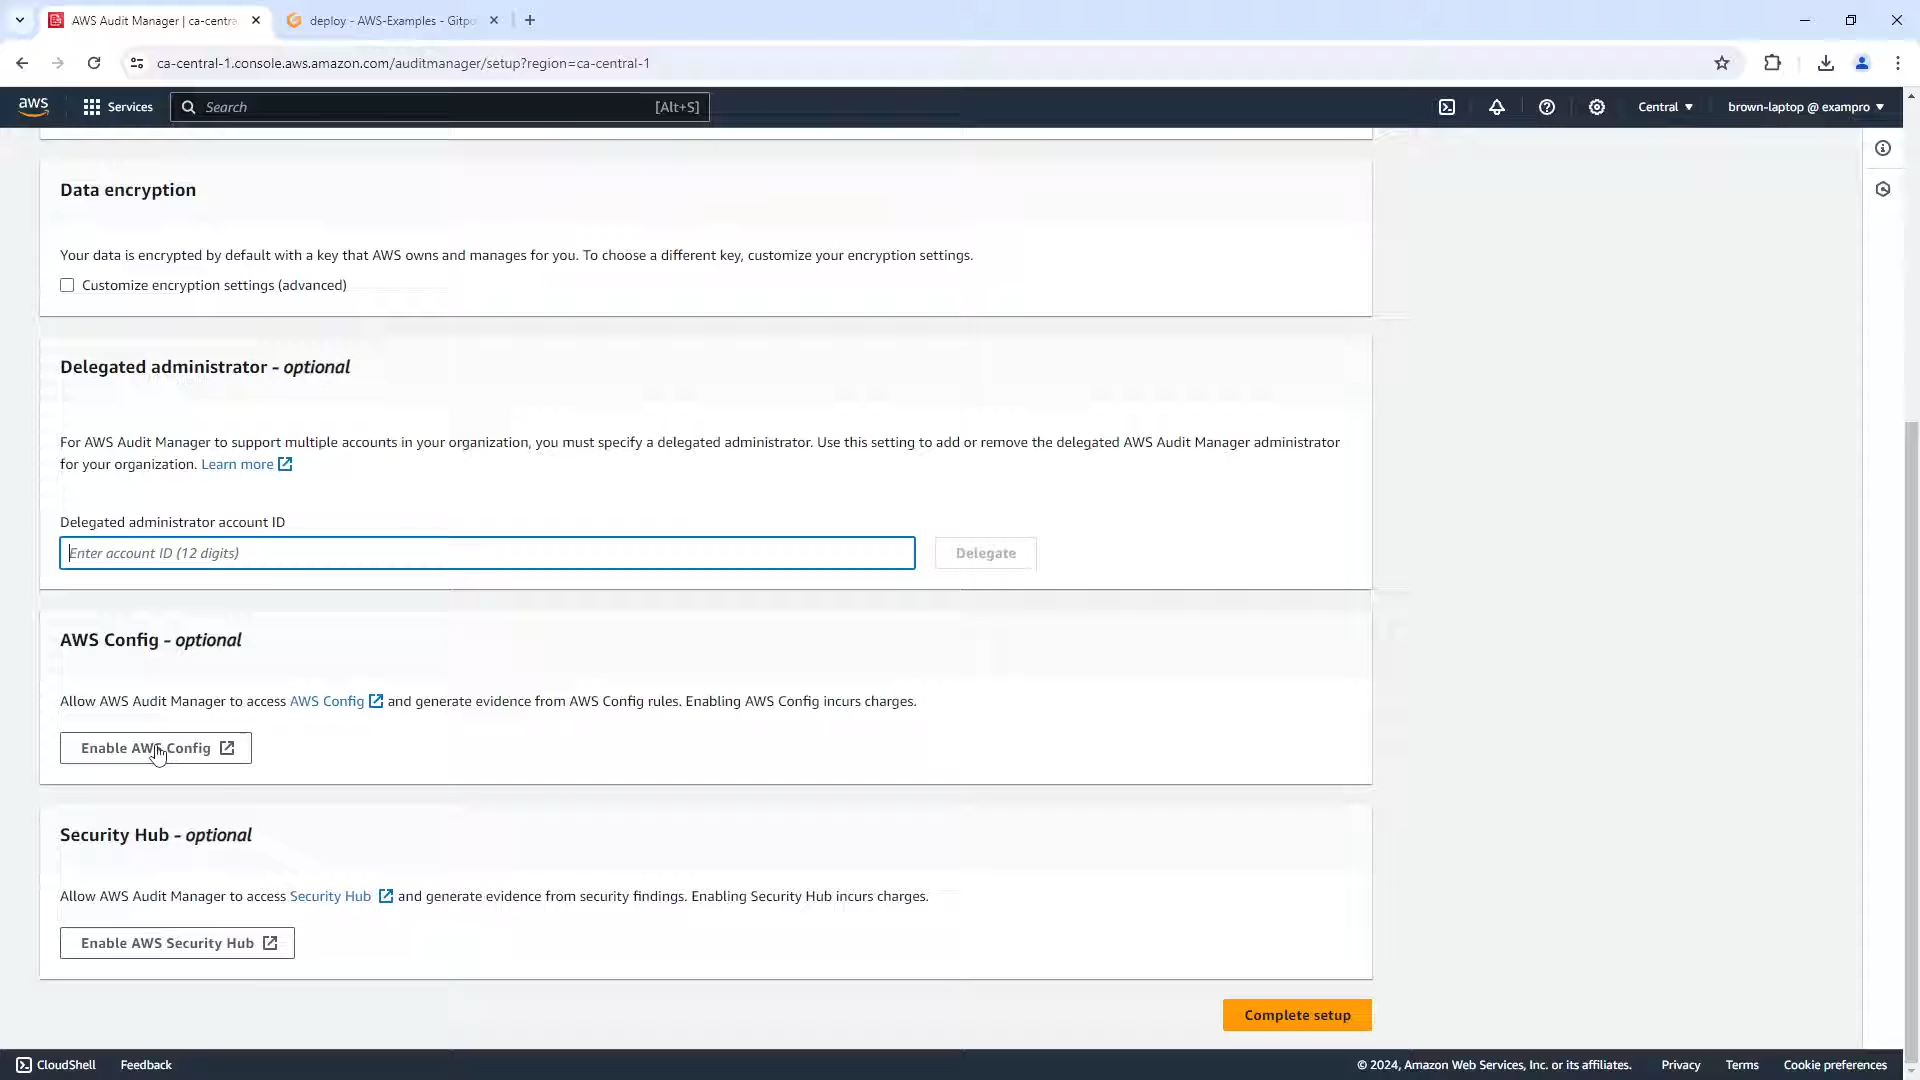 AWS Audit Manager | ca-centra
deploy - AWS-Examples - Gitpo
ca-central-1.console.aws.amazon.com/auditmanager/setup?region=ca-central-1
aws
Services
Search
[Alt+S]
Central
brown-laptop @ exampro
Data encryption
Your data is encrypted by default with a key that AWS owns and manages for you. To choose a different key, customize your encryption settings.
Customize encryption settings (advanced)
Delegated administrator - optional
For AWS Audit Manager to support multiple accounts in your organization, you must specify a delegated administrator. Use this setting to add or remove the delegated AWS Audit Manager administrator
for your organization. Learn more
Delegated administrator account ID
Enter account ID (12 digits)
Delegate
AWS Config - optional
Allow AWS Audit Manager to access AWS Config and generate evidence from AWS Config rules. Enabling AWS Config incurs charges.
Enable AWS Config
Security Hub - optional
Allow AWS Audit Manager to access Security Hub and generate evidence from security findings. Enabling Security Hub incurs charges.
Enable AWS Security Hub
Complete setup
CloudShell
Feedback
© 2024, Amazon Web Services, Inc. or its affiliates.
Privacy
Terms
Cookie preferences